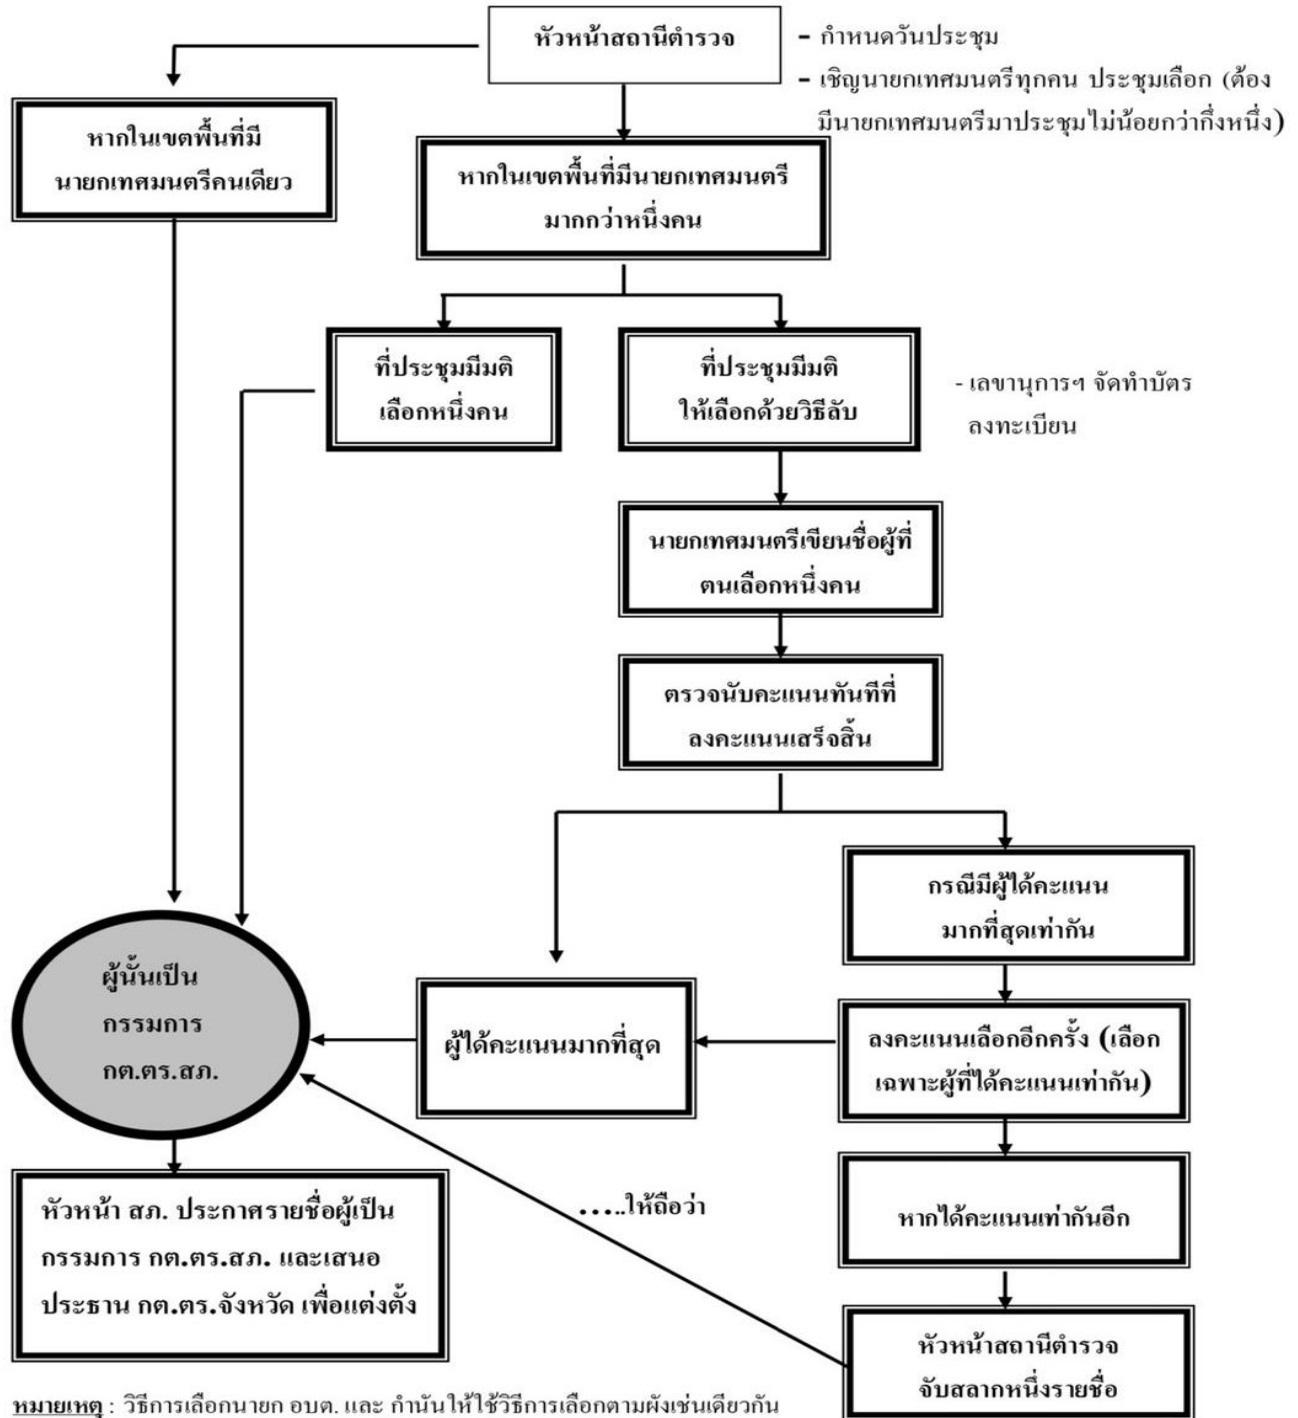 หัวหน้าสถานีตำรวจ
- กำหนดวันประชุม
- เชิญนายกเทศมนตรีทุกคน ประชุมเลือก (ต้อง
มีนายกเทศมนตรีมาประชุมไม่น้อยกว่ากึ่งหนึ่ง)
หากในเขตพื้นที่มี
นายกเทศมนตรีคนเดียว
หากในเขตพื้นที่มีนายกเทศมนตรี
มากกว่าหนึ่งคน
ที่ประชุมมีมติ
เลือกหนึ่งคน
ที่ประชุมมีมติ
ให้เลือกด้วยวิธีลับ
- เลขานุการฯ จัดทำบัตร
ลงทะเบียน
นายกเทศมนตรีเขียนชื่อผู้ที่
ตนเลือกหนึ่งคน
ตรวจนับคะแนนทันทีที่
ลงคะแนนเสร็จสิ้น
กรณีมีผู้ได้คะแนน
มากที่สุดเท่ากัน
ผู้นั้นเป็น
กรรมการ
กต.ตร.สภ.
ผู้ได้คะแนนมากที่สุด
ลงคะแนนเลือกอีกครั้ง (เลือก
เฉพาะผู้ที่ได้คะแนนเท่ากัน)
หากได้คะแนนเท่ากันอีก
.....ให้ถือว่า
หัวหน้า สภ. ประกาศรายชื่อผู้เป็น
กรรมการ กต.ตร.สภ. และเสนอ
ประธาน กต.ตร.จังหวัด เพื่อแต่งตั้ง
หัวหน้าสถานีตำรวจ
จับสลากหนึ่งรายชื่อ
หมายเหตุ : วิธีการเลือกนายก อบต. และ กำนันให้ใช้วิธีการเลือกตามผังเช่นเดียวกัน